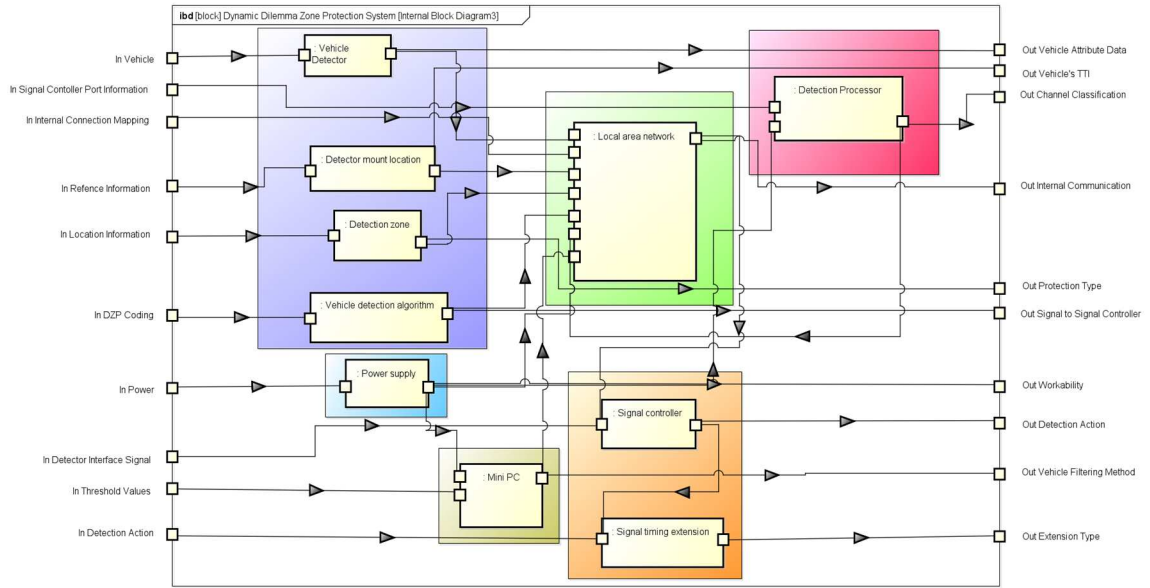 ibd [block] Dynamic Dilemma Zone Protection System [Internal Block Diagram3]
In Vehicle
In Signal Contoller Port Information
In Internal Connection Mapping
In Refence Information
In Location Information
In DZP Coding
In Power
In Detector Interface Signal
In Threshold Values
In Detection Action
: Vehicle
Detector
: Detector mount location
: Detection zone
: Vehicle detection algorithm
: Power supply
: Mini PC
: Local area network
: Signal controller
: Signal timing extension
: Detection Processor
Out Vehicle Attribute Data
Out Vehicle's TTI
Out Channel Classification
Out Internal Communication
Out Protection Type
Out Signal to Signal Controller
Out Workability
Out Detection Action
Out Vehicle Filtering Method
Out Extension Type